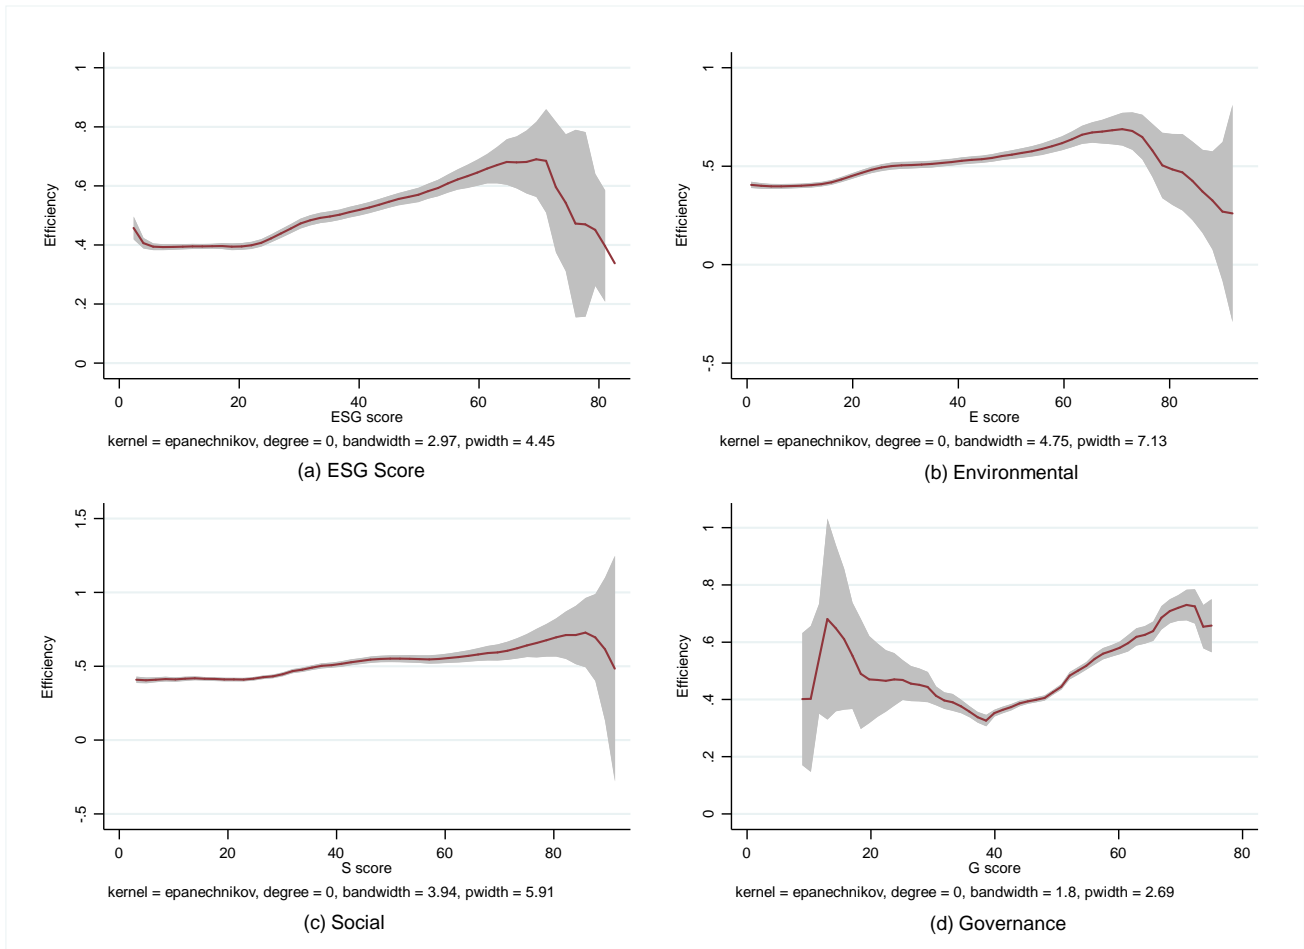 1
.8
.6
.4
.2
0
Efficiency
0 20 40 60 80
ESG score
kernel = epanechnikov, degree = 0, bandwidth = 2.97, pwidth = 4.45
(a) ESG Score
1
.5
0
-.5
Efficiency
0 20 40 60 80
E score
kernel = epanechnikov, degree = 0, bandwidth = 4.75, pwidth = 7.13
(b) Environmental
1.5
1
.5
0
-.5
Efficiency
0 20 40 60 80
S score
kernel = epanechnikov, degree = 0, bandwidth = 3.94, pwidth = 5.91
(c) Social
1
.8
.6
.4
.2
0
Efficiency
0 20 40 60 80
G score
kernel = epanechnikov, degree = 0, bandwidth = 1.8, pwidth = 2.69
(d) Governance